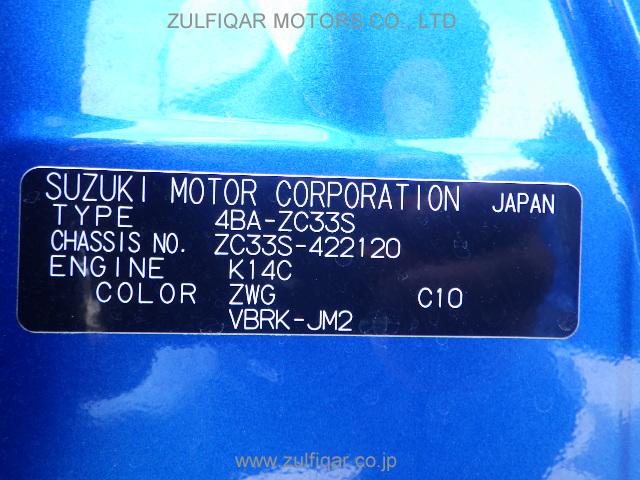 ZULFIQAR MOTORS CO., LTD
SUZUKI MOTOR CORPORATION JAPAN
TYPE 4BA-ZC33S
CHASSIS NO. ZC33S-422120
ENGINE K14C
COLOR ZWG C10
VBRK-JM2
www.zulfiqar.co.jp